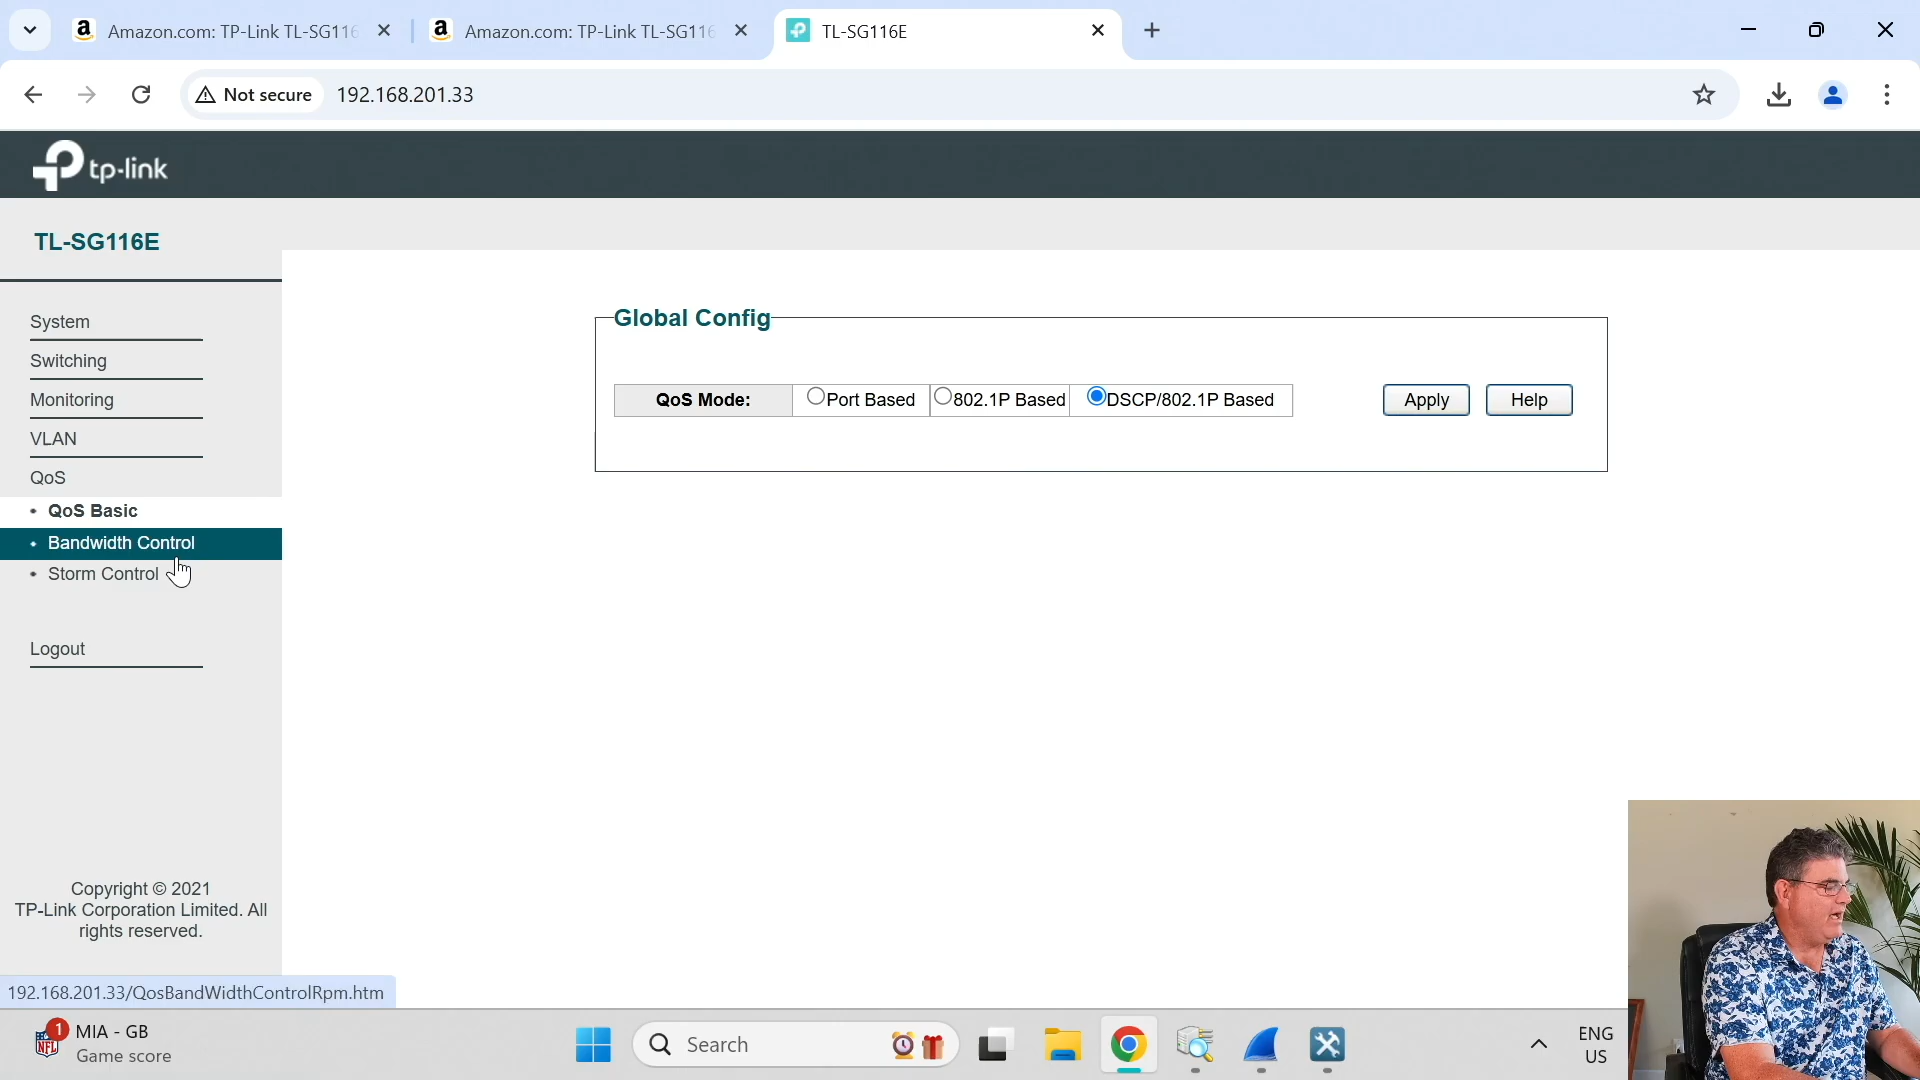 Amazon.com: TP-Link TL-SG116
Amazon.com: TP-Link TL-SG116
TL-SG116E
Not secure
192.168.201.33
tp-link
TL-SG116E
System
Switching
Monitoring
VLAN
QoS
QoS Basic
Bandwidth Control
Storm Control
Logout
Global Config
QoS Mode:
Port Based
802.1P Based
DSCP/802.1P Based
Apply
Help
Copyright © 2021
TP-Link Corporation Limited. All
rights reserved.
192.168.201.33/QosBandWidthControlRpm.htm
1
NFL
MIA - GB
Game score
Search
ENG
US